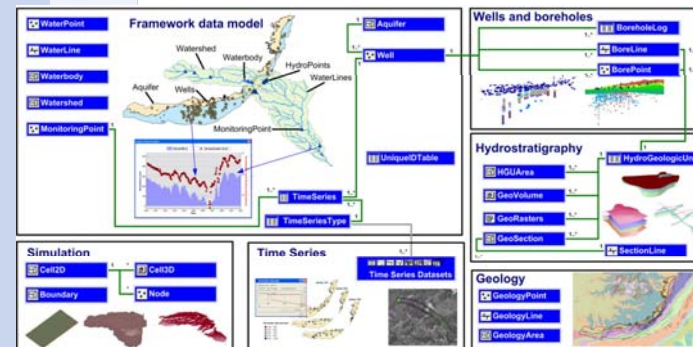 Framework data model
WaterPoint
WaterLine
Waterbody
Watershed
MonitoringPoint
Watershed
Waterbody
HydroPoints
WaterLines
Aquifer
Wells
MonitoringPoint
Aquifer
Well
UniqueIDTable
TimeSeries
TimeSeriesType
Wells and boreholes
BoreholeLog
BoreLine
BorePoint
Hydrostratigraphy
HydroGeologicUn
HGUArea
GeoVolume
GeoRasters
GeoSection
SectionLine
Simulation
Cell2D
Cell3D
Boundary
Node
Time Series
Time Series Datasets
Geology
GeologyPoint
GeologyLine
GeologyArea